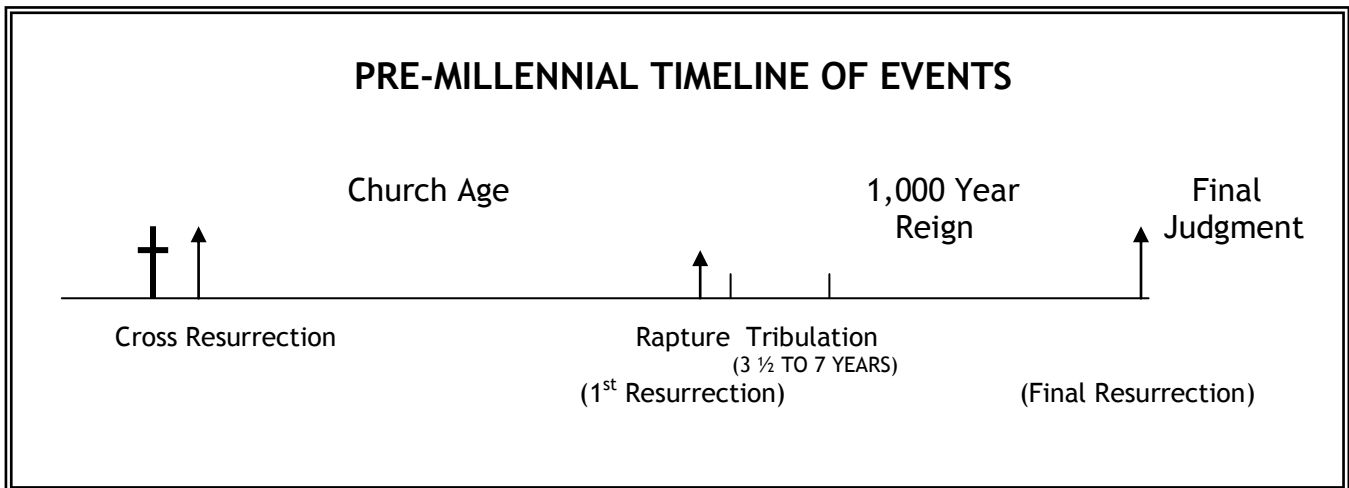 PRE-MILLENNIAL TIMELINE OF EVENTS
Church Age
1,000 Year
Reign
Final
Judgment
Cross Resurrection
Rapture Tribulation
(3 ½ TO 7 YEARS)
(1st Resurrection)
(Final Resurrection)